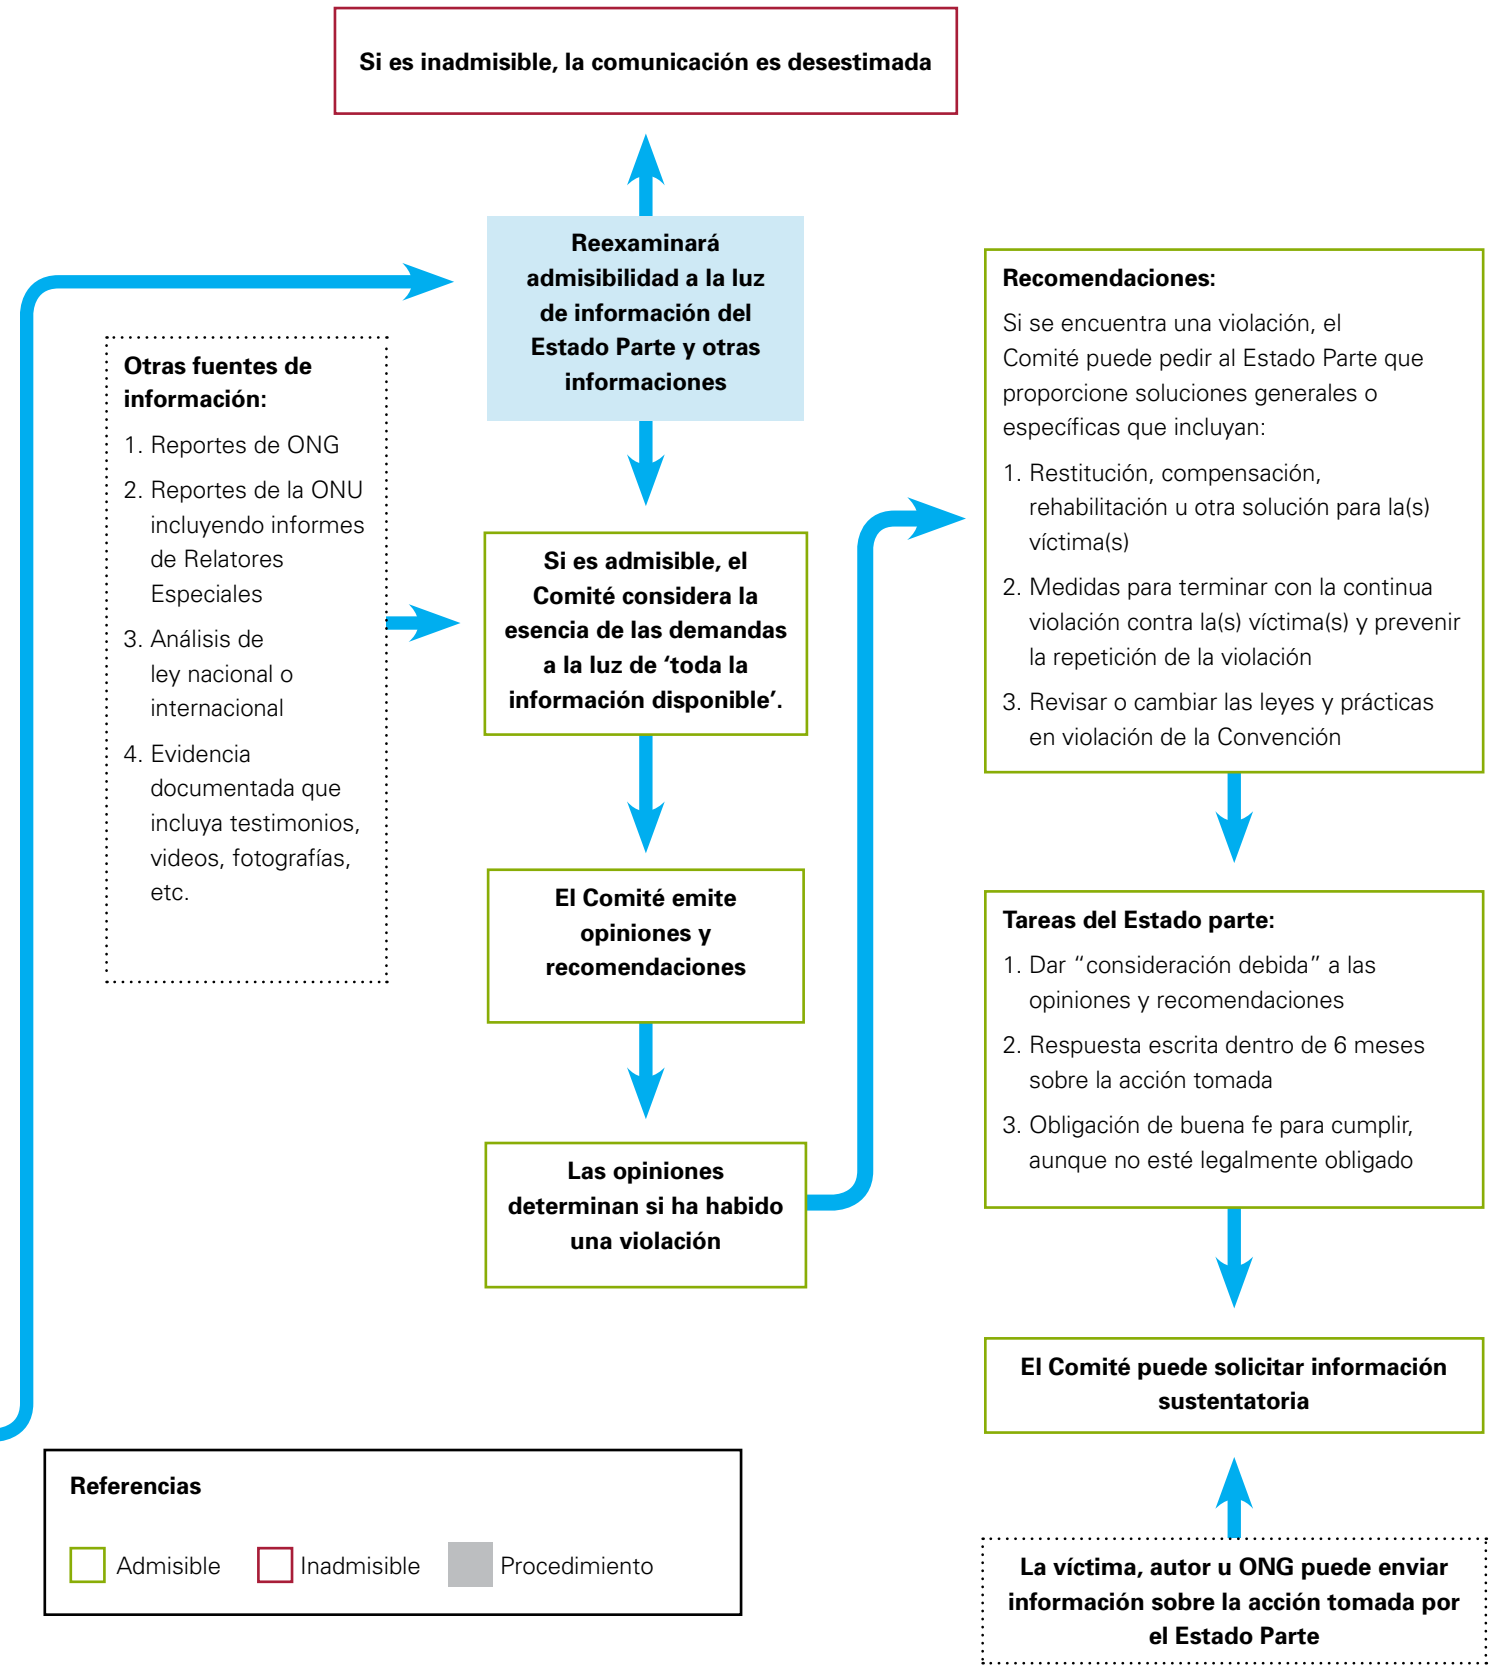 Si es inadmisible, la comunicación es desestimada
Reexaminará
admisibilidad a la luz
de información del
Estado Parte y otras
informaciones
Otras fuentes de
información:
1. Reportes de ONG
2. Reportes de la ONU
incluyendo informes
de Relatores
Especiales
3. Análisis de
ley nacional o
internacional
4. Evidencia
documentada que
incluya testimonios,
videos, fotografías,
etc.
Si es admisible, el
Comité considera la
esencia de las demandas
a la luz de ‘toda la
información disponible’.
El Comité emite
opiniones y
recomendaciones
Las opiniones
determinan si ha habido
una violación
Recomendaciones:
Si se encuentra una violación, el
Comité puede pedir al Estado Parte que
proporcione soluciones generales o
específicas que incluyan:
1. Restitución, compensación,
rehabilitación u otra solución para la(s)
víctima(s)
2. Medidas para terminar con la continua
violación contra la(s) víctima(s) y prevenir
la repetición de la violación
3. Revisar o cambiar las leyes y prácticas
en violación de la Convención
Tareas del Estado parte:
1. Dar “consideración debida” a las
opiniones y recomendaciones
2. Respuesta escrita dentro de 6 meses
sobre la acción tomada
3. Obligación de buena fe para cumplir,
aunque no esté legalmente obligado
El Comité puede solicitar información
sustentatoria
La víctima, autor u ONG puede enviar
información sobre la acción tomada por
el Estado Parte
Referencias
Admisible Inadmisible Procedimiento